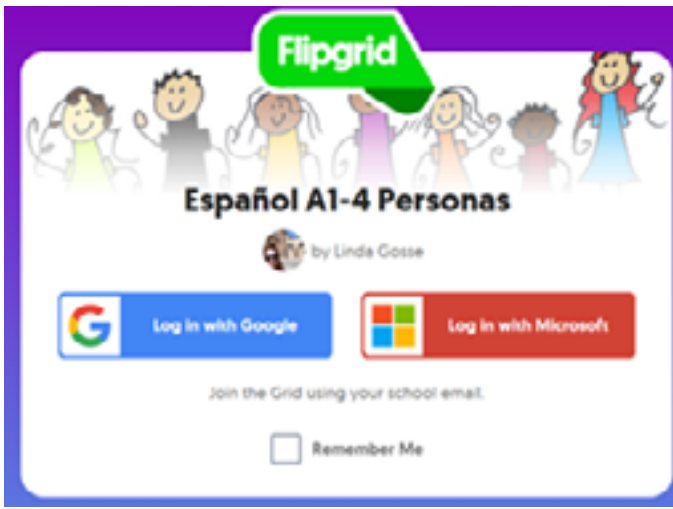 Flipgrid
Español A1-4 Personas
by Linda Gosse
Log in with Google
Log in with Microsoft
Join the Grid using your school email.
Remember Me